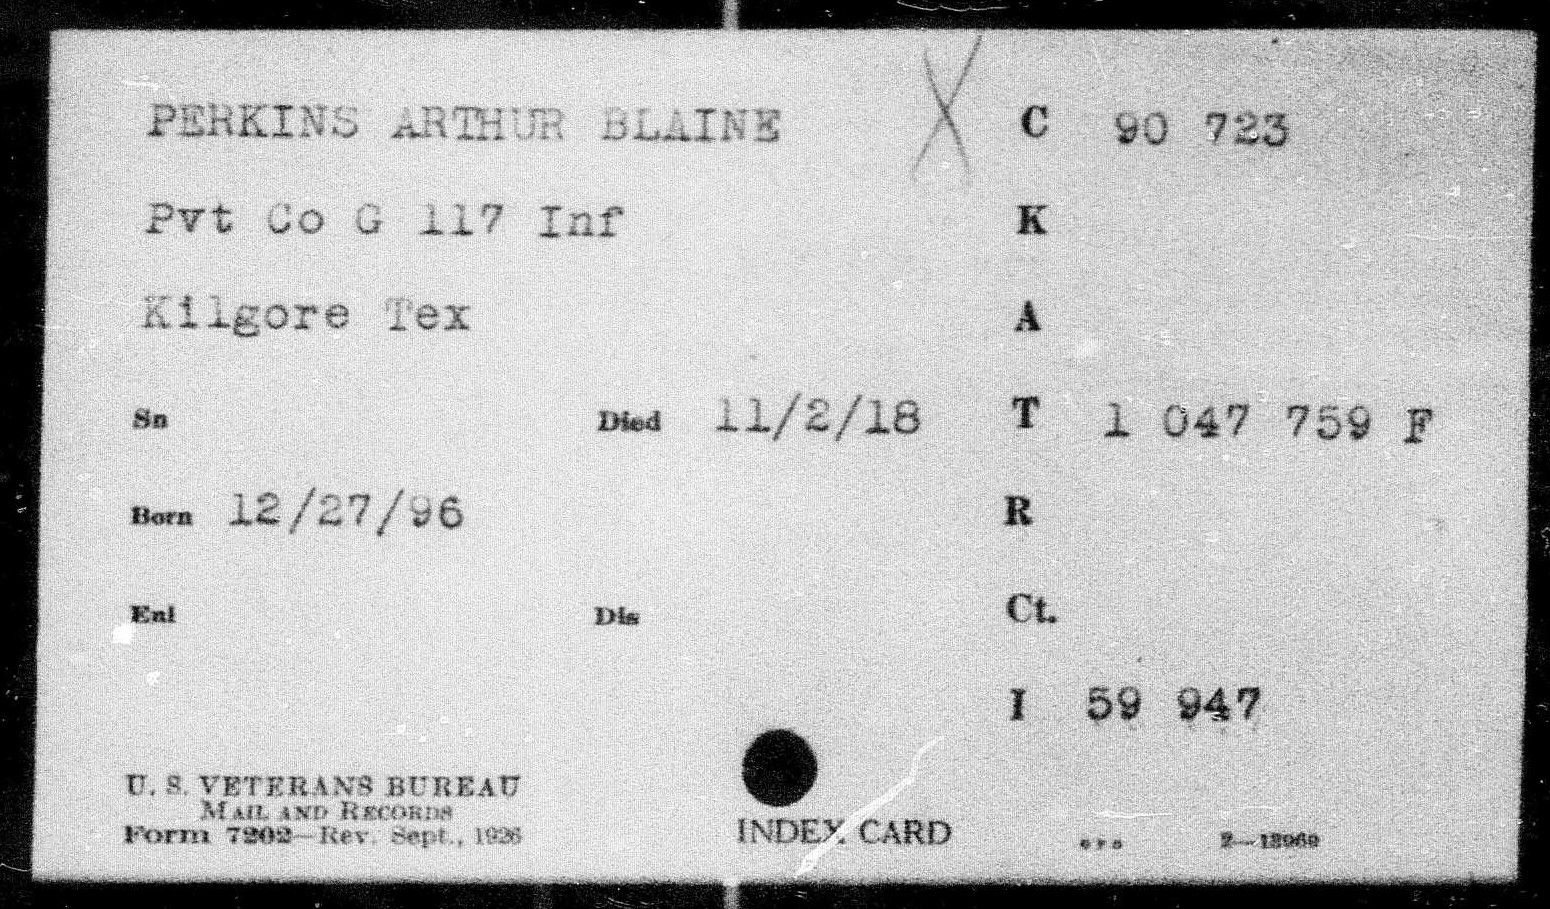 PERKINS ARTHUR BLAINE X C 90 723
Pvt Co G 117 Inf K
Kilgore Tex A
Sn Died 11/2/18 T 1 047 759 F
Born 12/27/96 R
Enl Dis Ct.
I 59 947
U. S. VETERANS BUREAU
MAIL AND RECORDS
Form 7202—Rev. Sept., 1926
INDEX CARD